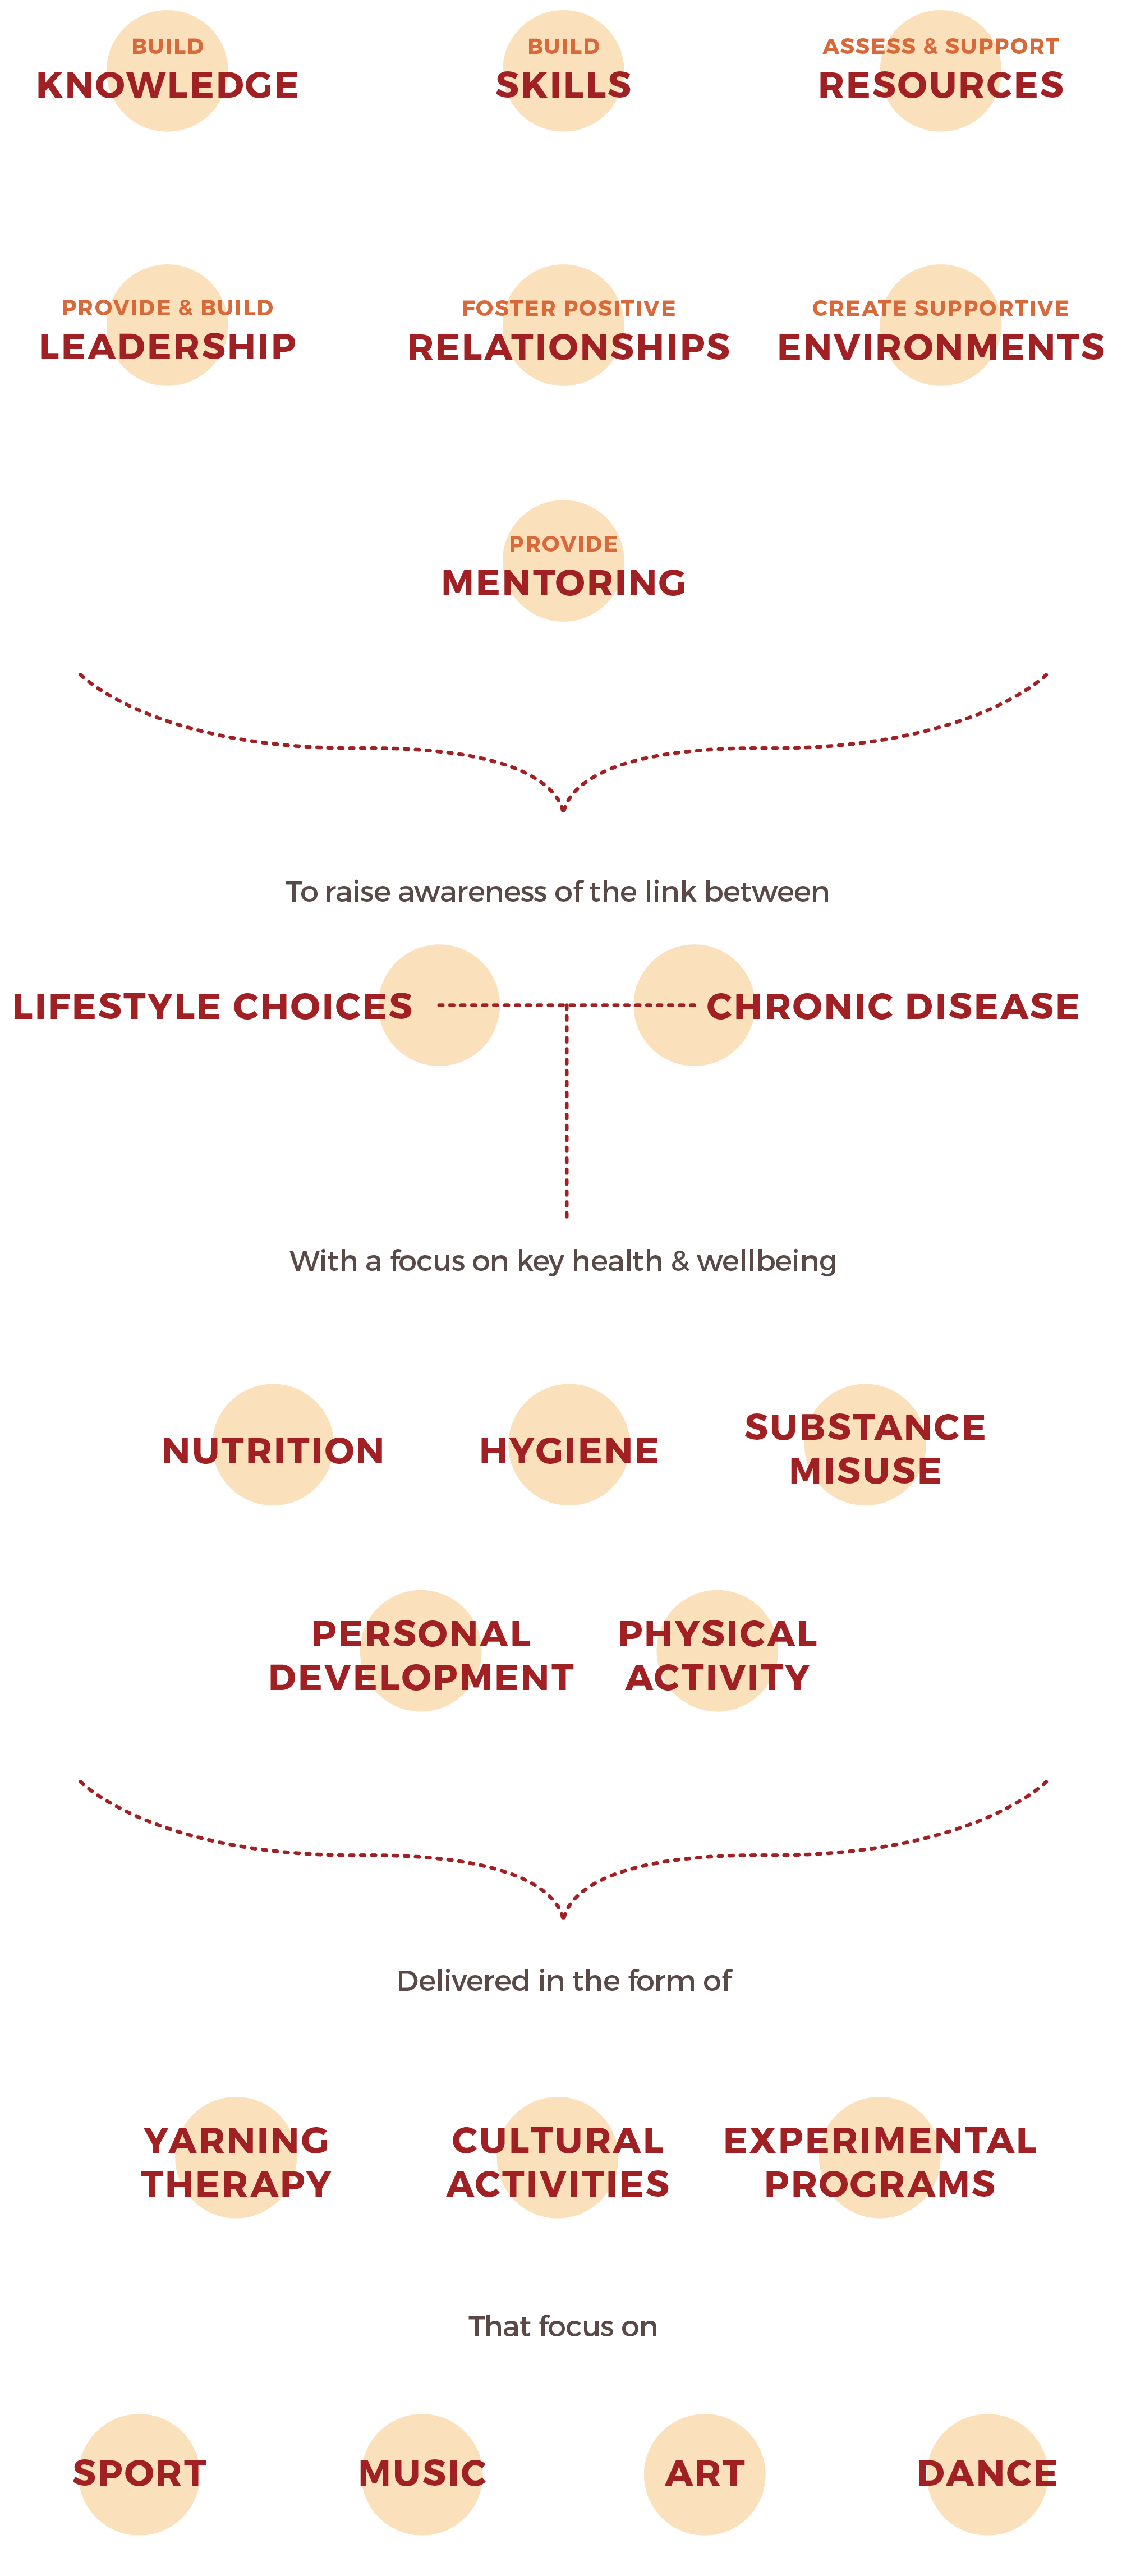 BUILD
KNOWLEDGE
BUILD
SKILLS
ASSESS & SUPPORT
RESOURCES
PROVIDE & BUILD
LEADERSHIP
FOSTER POSITIVE
RELATIONSHIPS
CREATE SUPPORTIVE
ENVIRONMENTS
PROVIDE
MENTORING
To raise awareness of the link between
LIFESTYLE CHOICES
CHRONIC DISEASE
With a focus on key health & wellbeing
NUTRITION
HYGIENE
SUBSTANCE
MISUSE
PERSONAL
DEVELOPMENT
PHYSICAL
ACTIVITY
Delivered in the form of
YARNING
THERAPY
CULTURAL
ACTIVITIES
EXPERIMENTAL
PROGRAMS
That focus on
SPORT
MUSIC
ART
DANCE